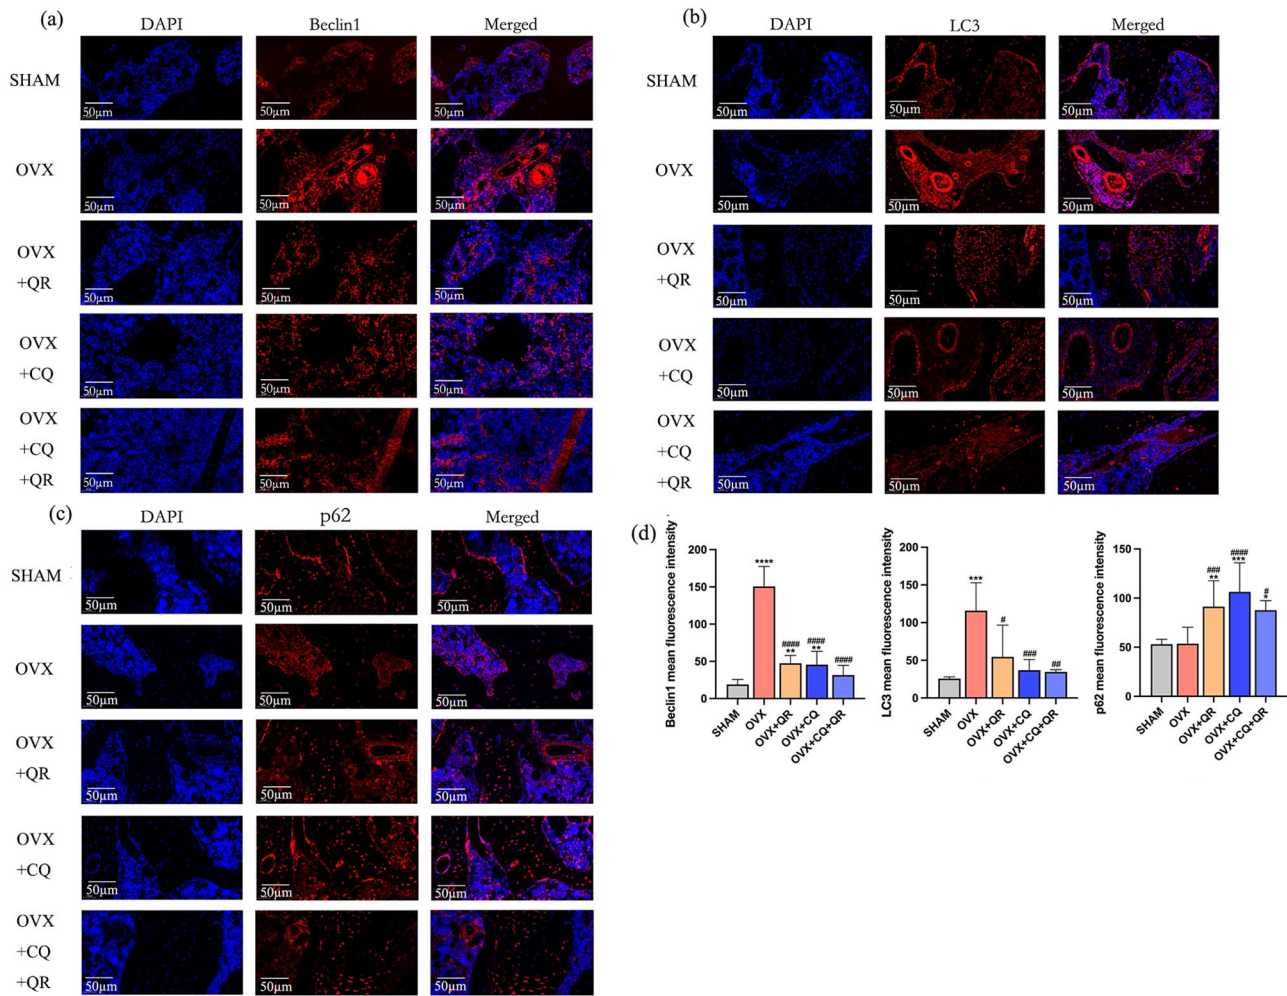 (a)
DAPI Beclin1 Merged
SHAM
50μm 50μm 50μm
OVX
50μm 50μm 50μm
OVX
+QR
50μm 50μm 50μm
OVX
+CQ
50μm 50μm 50μm
OVX
+CQ
+QR
50μm 50μm 50μm
(b)
DAPI LC3 Merged
SHAM
50μm 50μm 50μm
OVX
50μm 50μm 50μm
OVX
+QR
50μm 50μm 50μm
OVX
+CQ
50μm 50μm 50μm
OVX
+CQ
+QR
50μm 50μm 50μm
(c)
DAPI p62 Merged
SHAM
50μm 50μm 50μm
OVX
50μm 50μm 50μm
OVX
+QR
50μm 50μm 50μm
OVX
+CQ
50μm 50μm 50μm
OVX
+CQ
+QR
50μm 50μm 50μm
(d)
Beclin1 mean fluorescence intensity
200
150
100
50
0
****
####
**
####
**
####
SHAM
OVX
OVX+QR
OVX+CQ
OVX+CQ+QR
LC3 mean fluorescence intensity
200
150
100
50
0
***
#
###
##
SHAM
OVX
OVX+QR
OVX+CQ
OVX+CQ+QR
p62 mean fluorescence intensity
150
100
50
0
###
**
####
***
#
*
SHAM
OVX
OVX+QR
OVX+CQ
OVX+CQ+QR